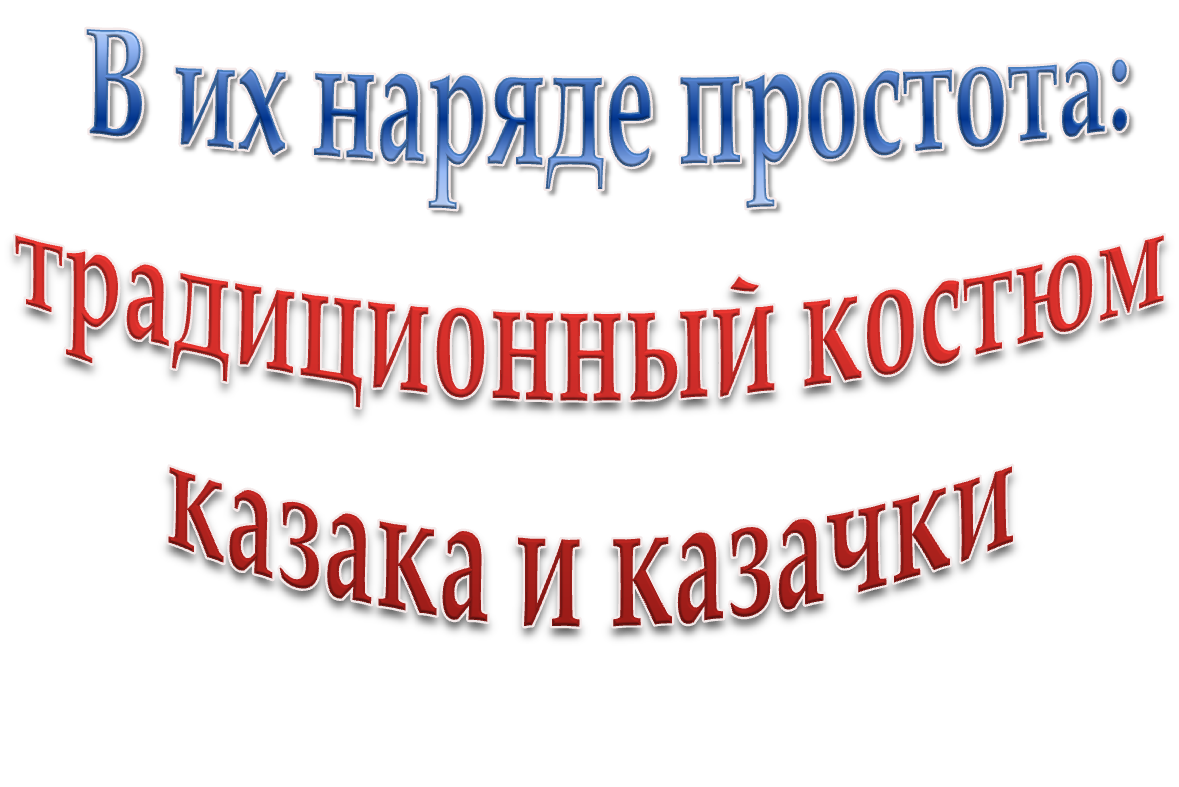 В их наряде простота:
традиционный костюм
казака и казачки